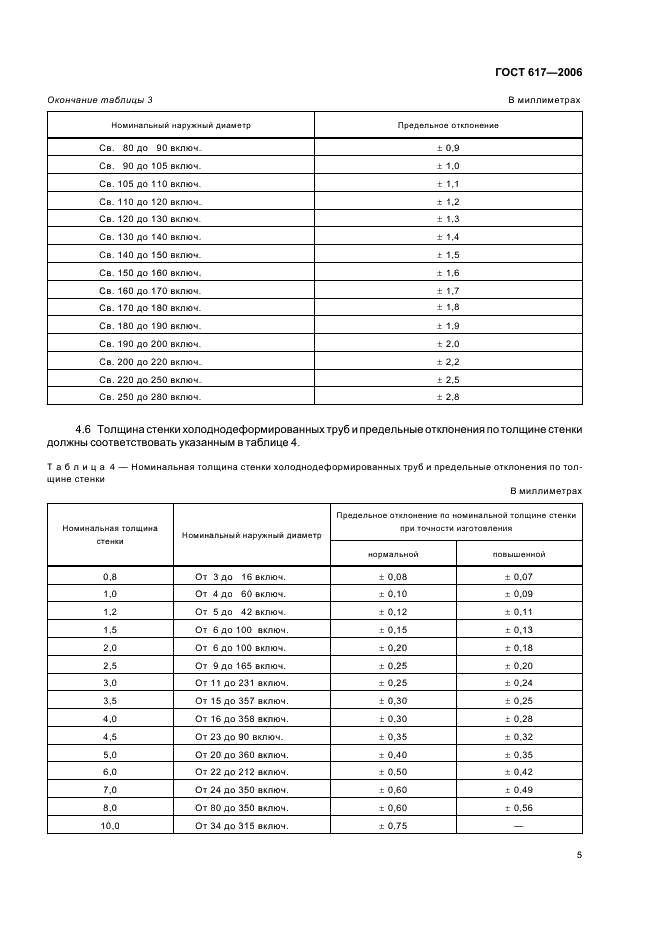 ГОСТ 617—2006
Окончание таблицы 3
В миллиметрах
Номинальный наружный диаметр Предельное отклонение
Св. 80 до 90 включ. ± 0,9
Св. 90 до 105 включ. ± 1,0
Св. 105 до 110 включ. ± 1,1
Св. 110 до 120 включ. ± 1,2
Св. 120 до 130 включ. ± 1,3
Св. 130 до 140 включ. ± 1,4
Св. 140 до 150 включ. ± 1,5
Св. 150 до 160 включ. ± 1,6
Св. 160 до 170 включ. ± 1,7
Св. 170 до 180 включ. ± 1,8
Св. 180 до 190 включ. ± 1,9
Св. 190 до 200 включ. ± 2,0
Св. 200 до 220 включ. ± 2,2
Св. 220 до 250 включ. ± 2,5
Св. 250 до 280 включ. ± 2,8
4.6 Толщина стенки холоднодеформированных труб и предельные отклонения по толщине стенки
должны соответствовать указанным в таблице 4.
Таблица 4 — Номинальная толщина стенки холоднодеформированных труб и предельные отклонения по тол-
щине стенки
В миллиметрах
Номинальная толщина
стенки
Номинальный наружный диаметр
Предельное отклонение по номинальной толщине стенки
при точности изготовления
нормальной повышенной
0,8 От 3 до 16 включ. ± 0,08 ± 0,07
1,0 От 4 до 60 включ. ± 0,10 ± 0,09
1,2 От 5 до 42 включ. ± 0,12 ± 0,11
1,5 От 6 до 100 включ. ± 0,15 ± 0,13
2,0 От 6 до 100 включ. ± 0,20 ± 0,18
2,5 От 9 до 165 включ. ± 0,25 ± 0,20
3,0 От 11 до 231 включ. ± 0,25 ± 0,24
3,5 От 15 до 357 включ. ± 0,30 ± 0,25
4,0 От 16 до 358 включ. ± 0,30 ± 0,28
4,5 От 23 до 90 включ. ± 0,35 ± 0,32
5,0 От 20 до 360 включ. ± 0,40 ± 0,35
6,0 От 22 до 212 включ. ± 0,50 ± 0,42
7,0 От 24 до 350 включ. ± 0,60 ± 0,49
8,0 От 80 до 350 включ. ± 0,60 ± 0,56
10,0 От 34 до 315 включ. ± 0,75 —
5